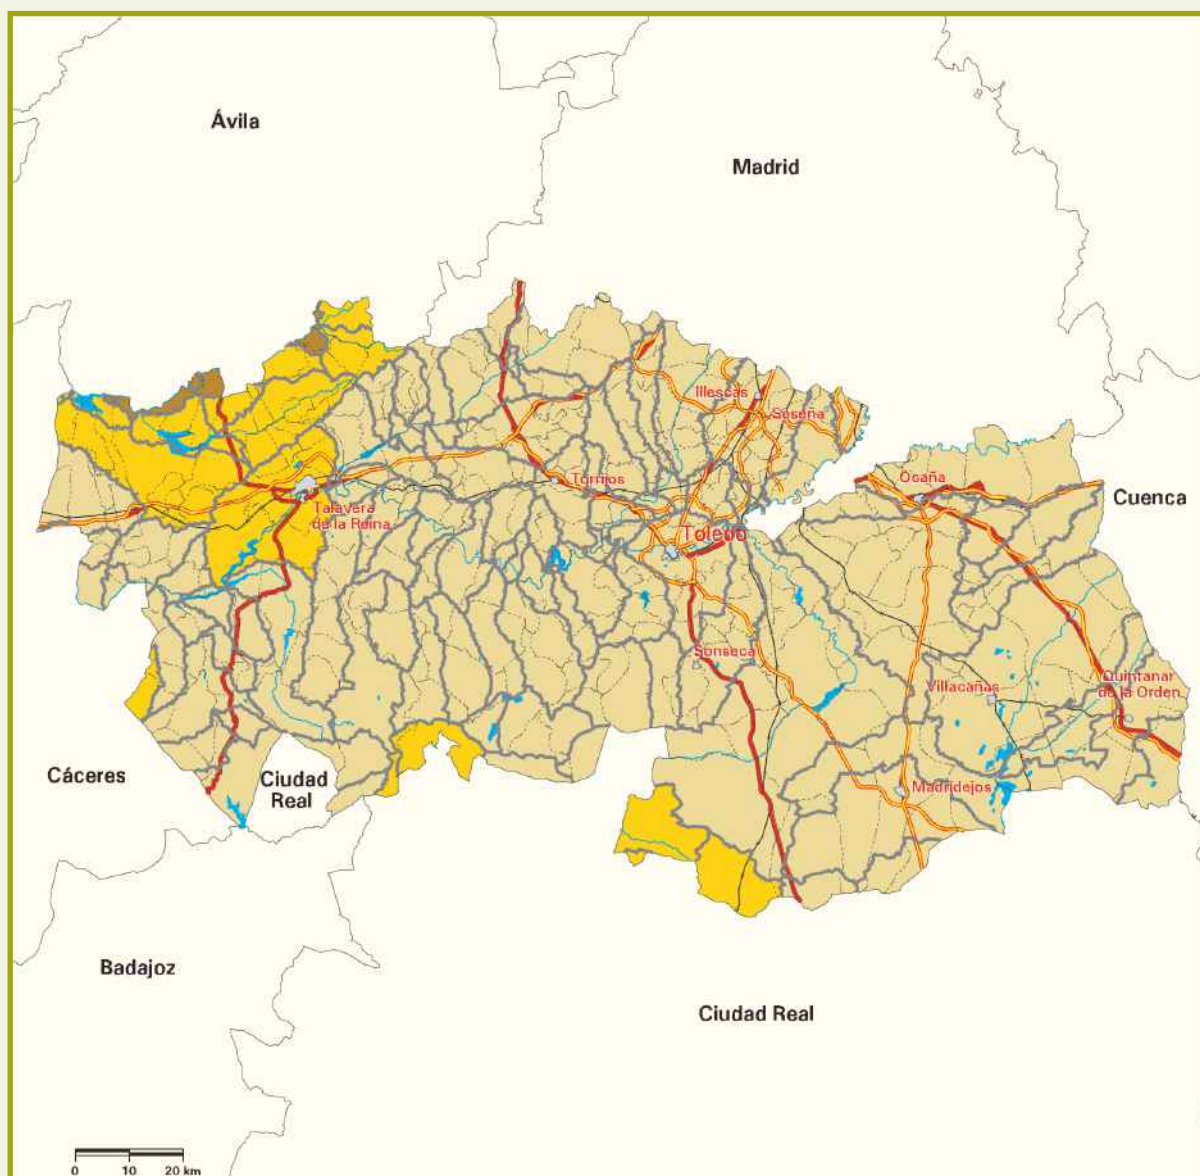 Ávila
Madrid
Illescas
Seseña
Torrijos
Ocaña
Cuenca
Talavera
de la Reina
Toledo
Sonseca
Villacañas
Quintanar
de la Orden
Cáceres
Ciudad
Real
Madridejos
Badajoz
Ciudad Real
0 10 20 km